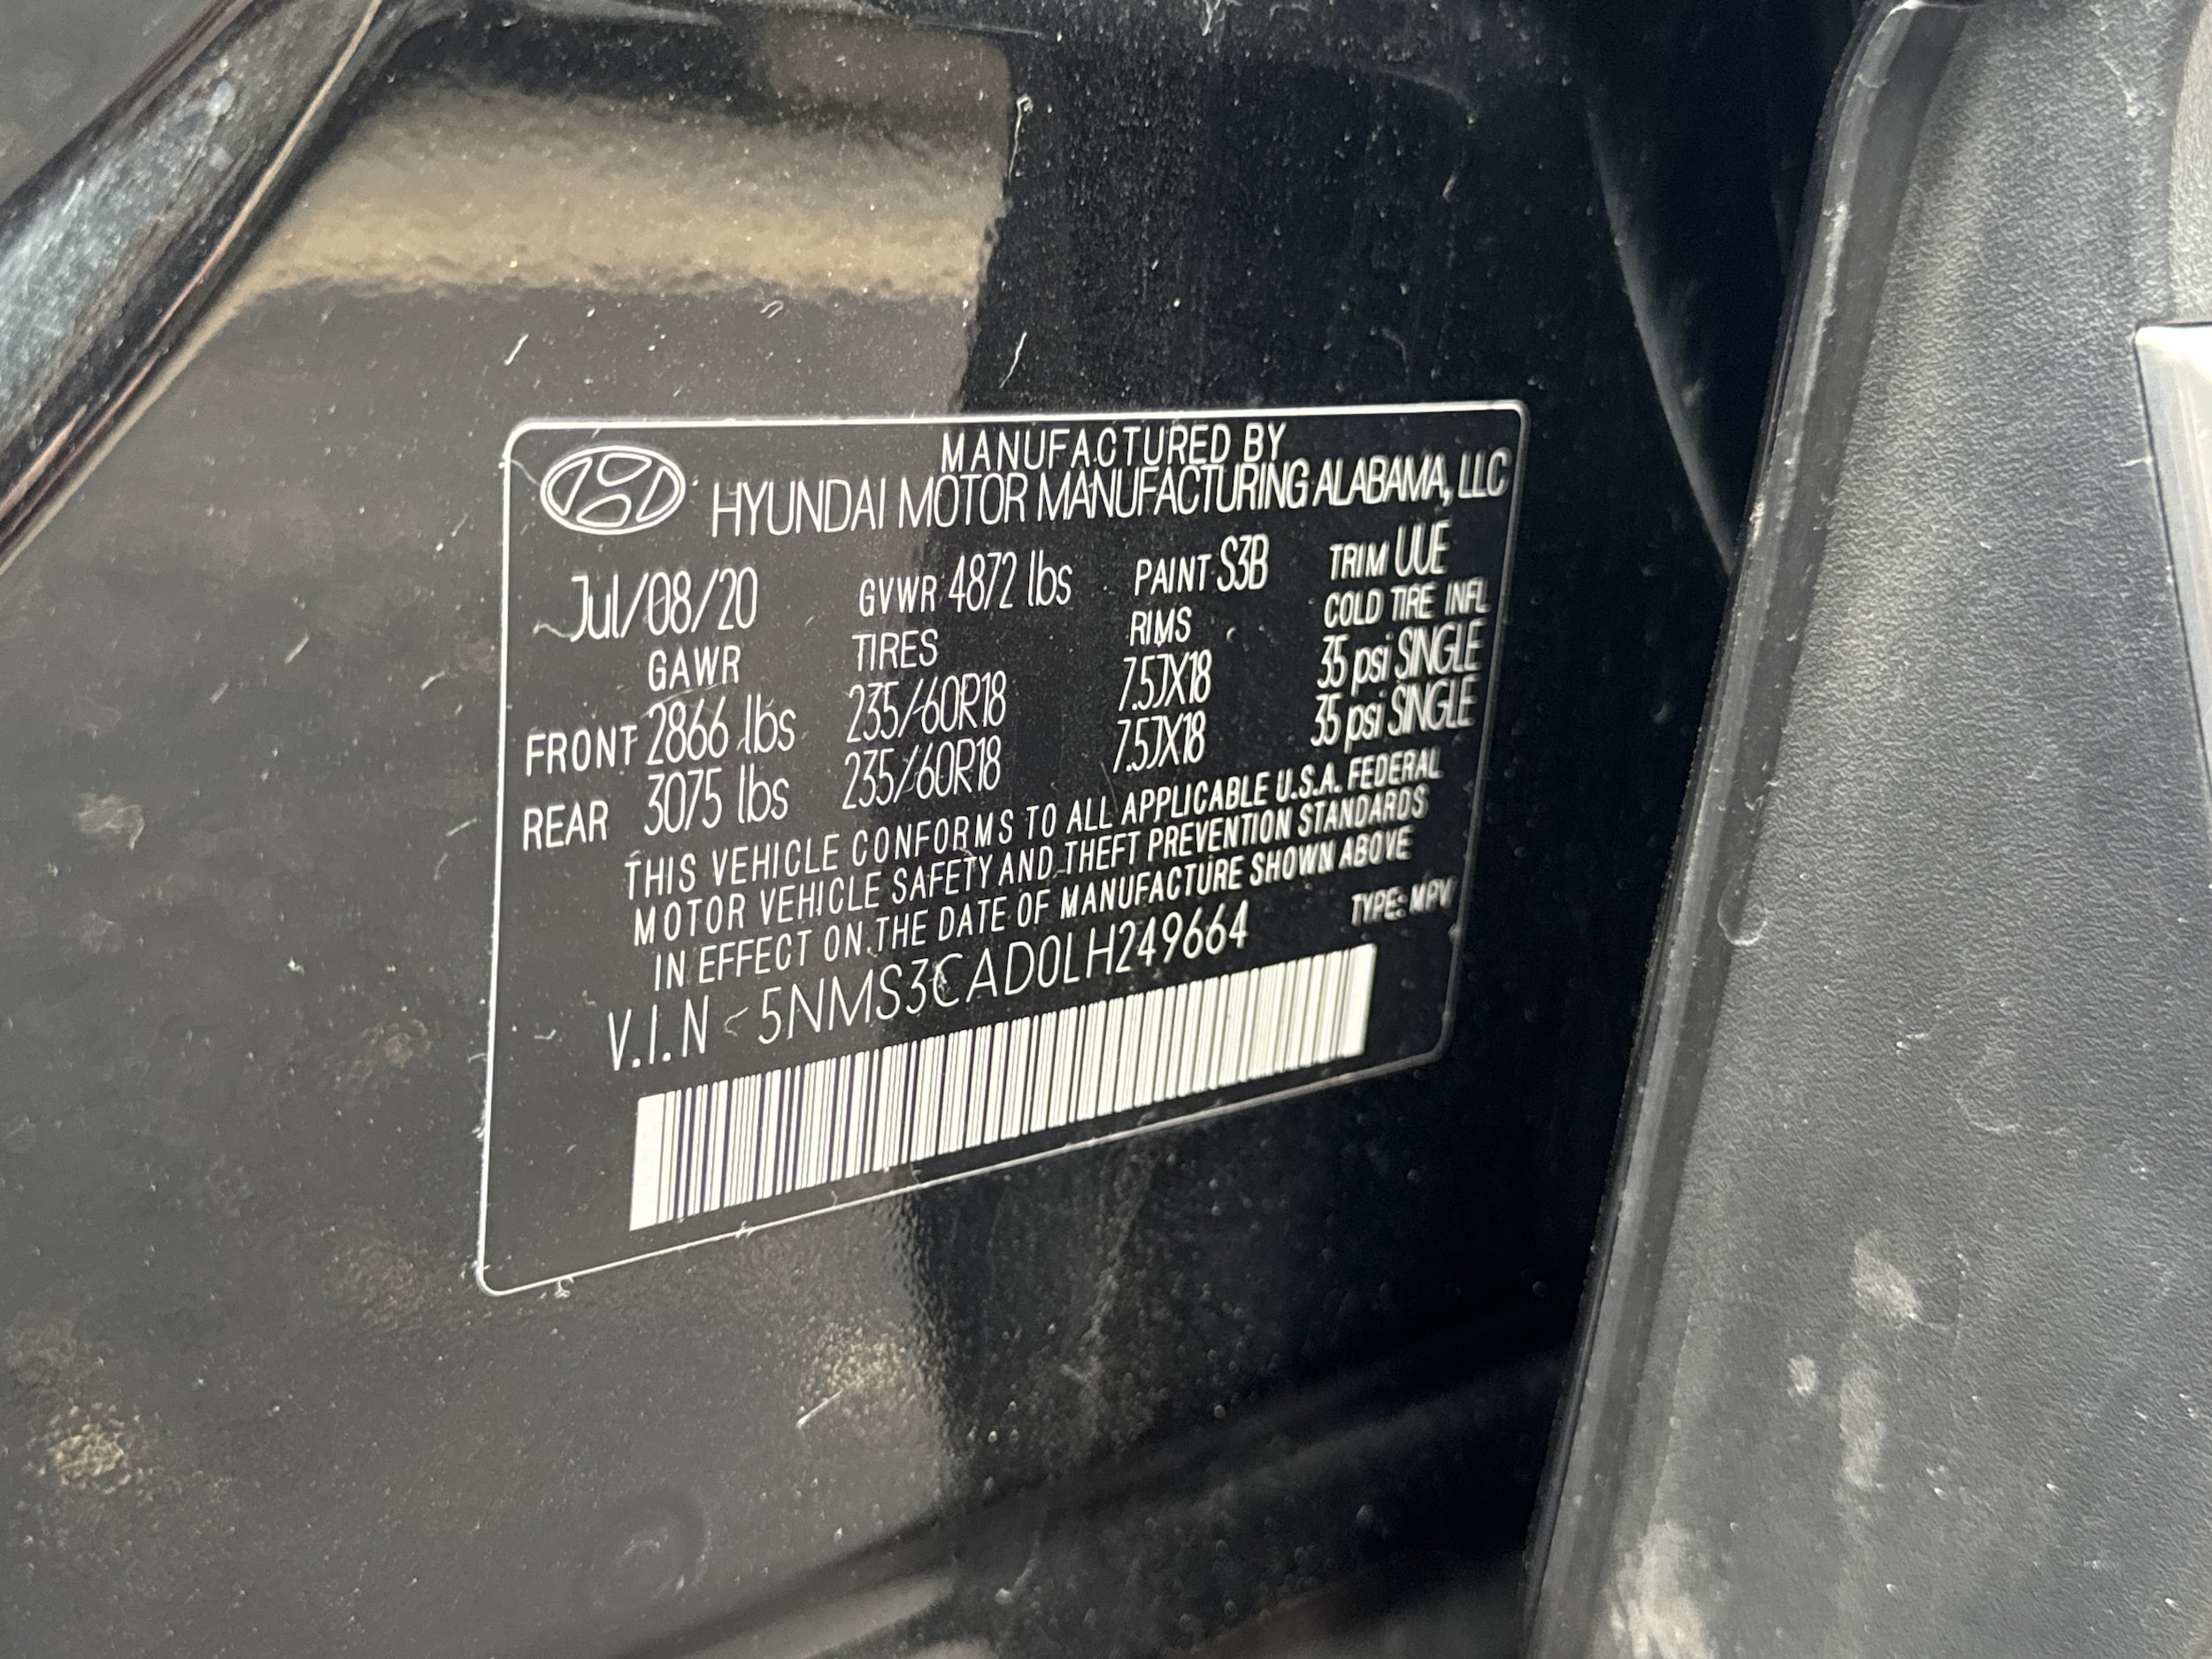 MANUFACTURED BY
HYUNDAI MOTOR MANUFACTURING ALABAMA, LLC
Jul/08/20 GVWR 4872 lbs PAINT S3B TRIM UUE
GAWR TIRES RIMS COLD TIRE INFL
FRONT 2866 lbs 235/60R18 7.5JX18 35 psi SINGLE
REAR 3075 lbs 235/60R18 7.5JX18 35 psi SINGLE
THIS VEHICLE CONFORMS TO ALL APPLICABLE U.S.A. FEDERAL
MOTOR VEHICLE SAFETY AND THEFT PREVENTION STANDARDS
IN EFFECT ON THE DATE OF MANUFACTURE SHOWN ABOVE
V.I.N - 5NMS3CAD0LH249664 TYPE: MPV